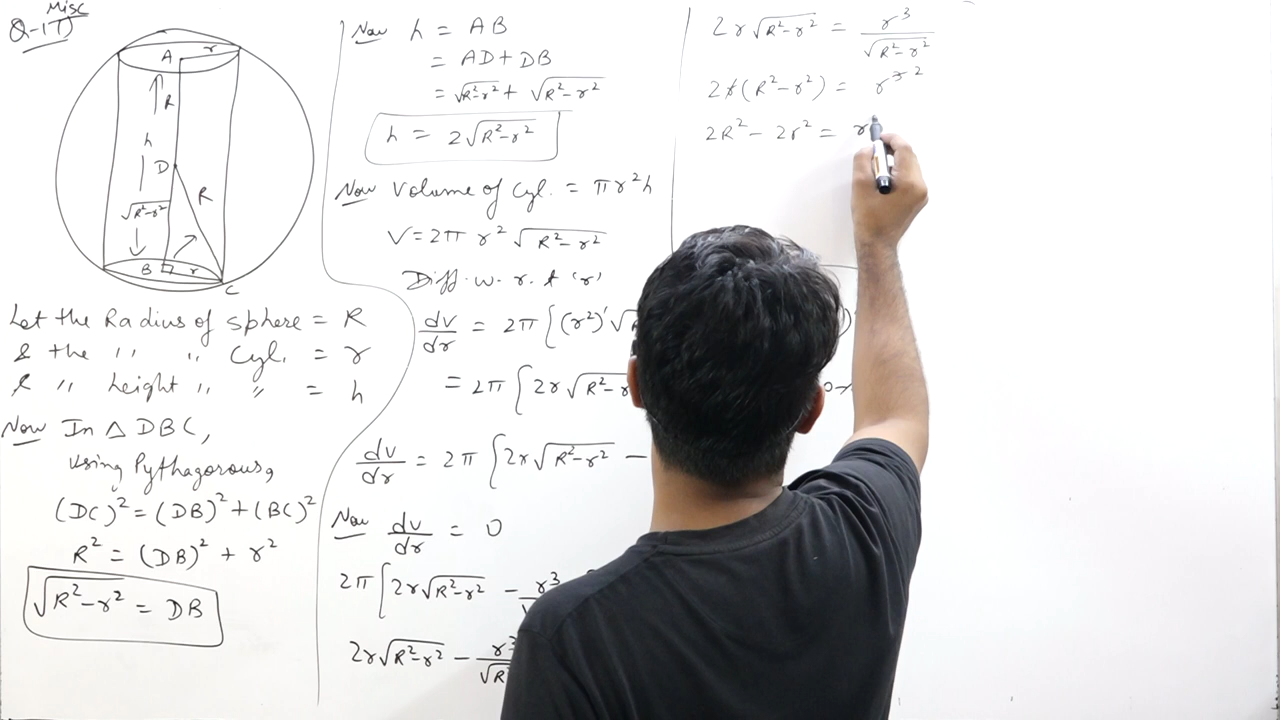 Misc
Q-17)
A r
R
h
D
R
√R²-r²
B r
C
Let the Radius of sphere = R
& the '' '' Cyl. = r
& '' height '' '' = h
Now In △ DBC,
Using Pythagorous,
(DC)² = (DB)² + (BC)²
R² = (DB)² + r²
√R²-r² = DB
Now h = AB
= AD + DB
= √R²-r² + √R²-r²
h = 2√R²-r²
Now Volume of Cyl. = πr²h
V = 2π r² √R²-r²
Diff. w. r. t 'r'
dv/dr = 2π [(r²)' √
= 2π [2r√R²-r
dv/dr = 2π [2r√R²-r² -
Now dv/dr = 0
2π [2r√R²-r² - r³
2r√R²-r² - r³/√R
2r√R²-r² = r³/√R²-r²
2r(R²-r²) = r³ 2
2R² - 2r² = r